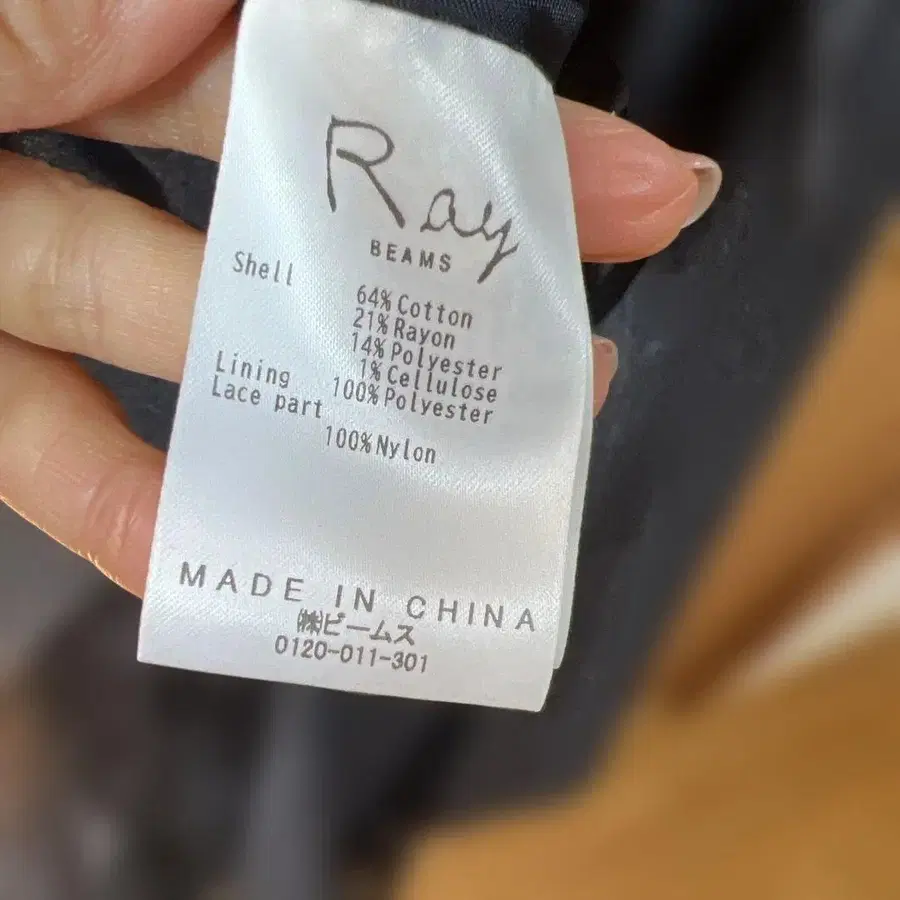 Ray
BEAMS
Shell
64% Cotton
21% Rayon
14% Polyester
1% Cellulose
Lining 100% Polyester
Lace part
100% Nylon
MADE IN CHINA
㈱ビームス
0120-011-301